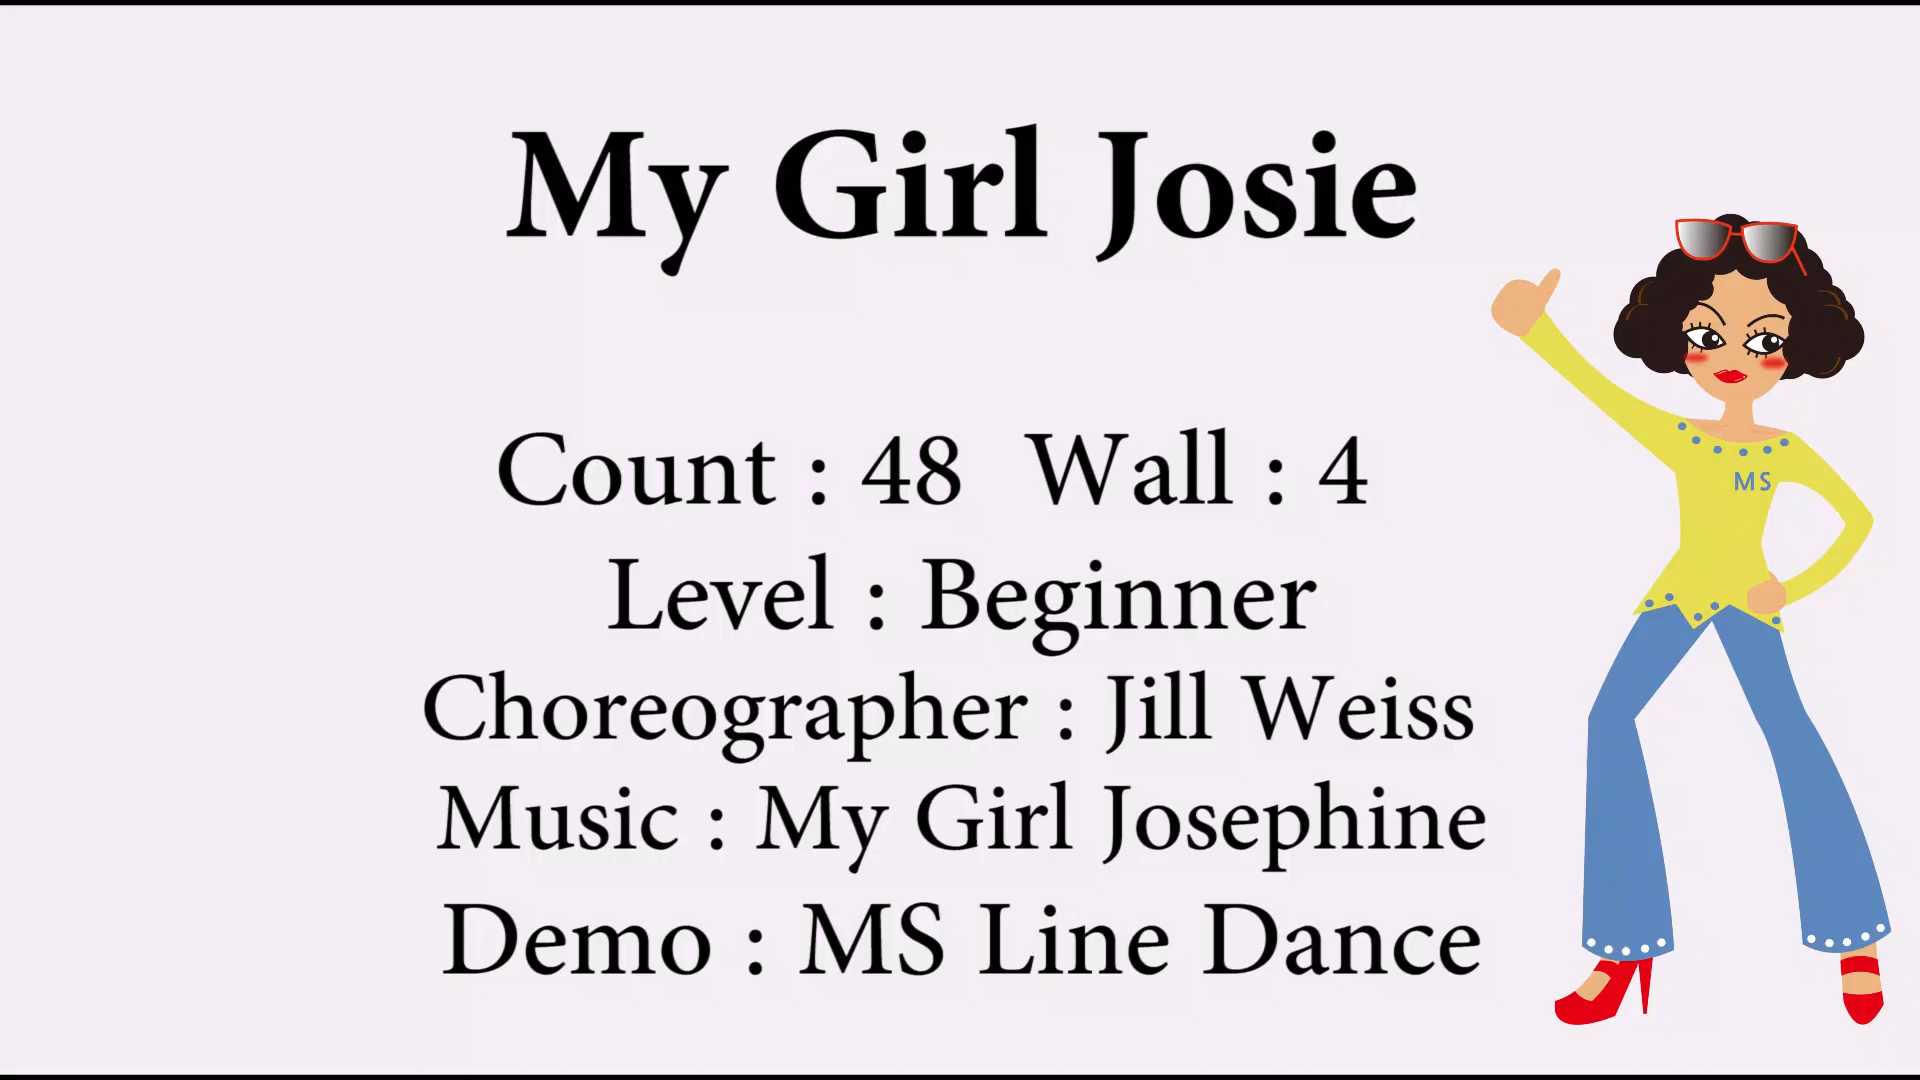 My Girl Josie
MS
Count : 48 Wall : 4
Level : Beginner
Choreographer : Jill Weiss
Music : My Girl Josephine
Demo : MS Line Dance